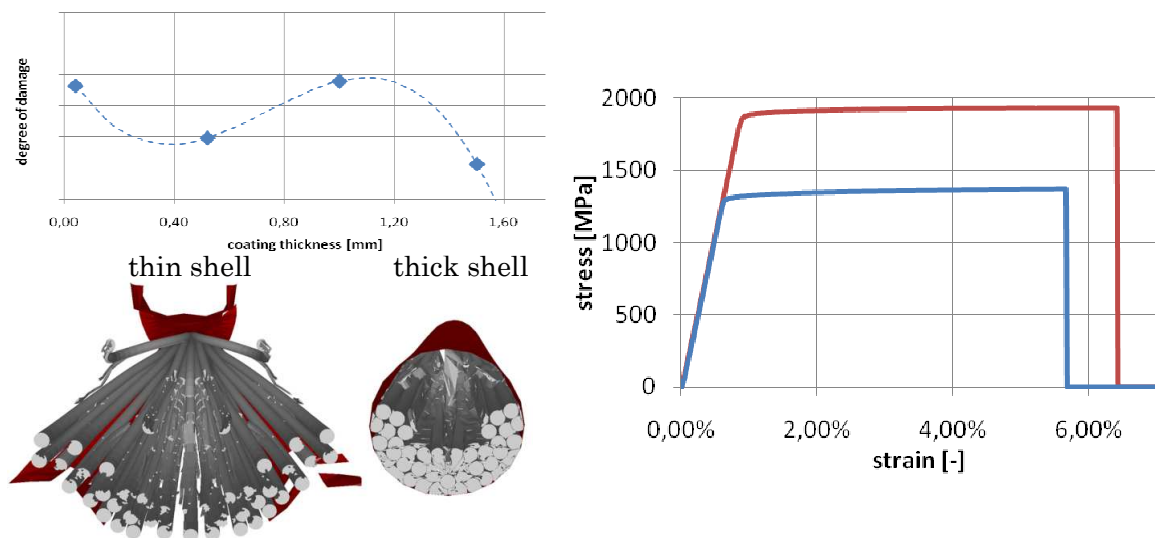 degree of damage
0,00 0,40 0,80 1,20 1,60
coating thickness [mm]
thin shell thick shell
stress [MPa]
2000
1500
1000
500
0
0,00% 2,00% 4,00% 6,00%
strain [-]